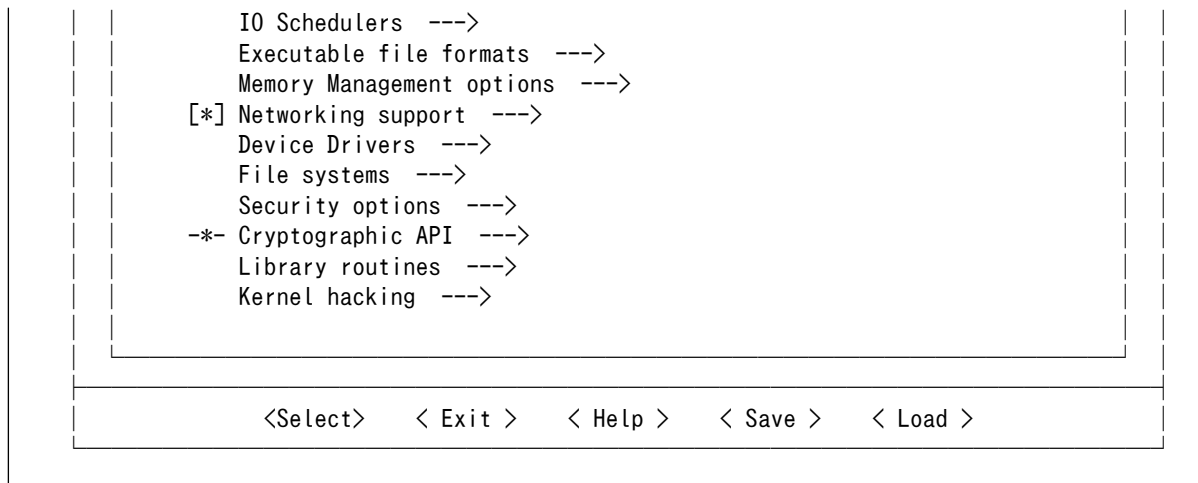 IO Schedulers  --->
Executable file formats  --->
Memory Management options  --->
[*] Networking support  --->
Device Drivers  --->
File systems  --->
Security options  --->
-*- Cryptographic API  --->
Library routines  --->
Kernel hacking  --->
<Select>    < Exit >    < Help >    < Save >    < Load >